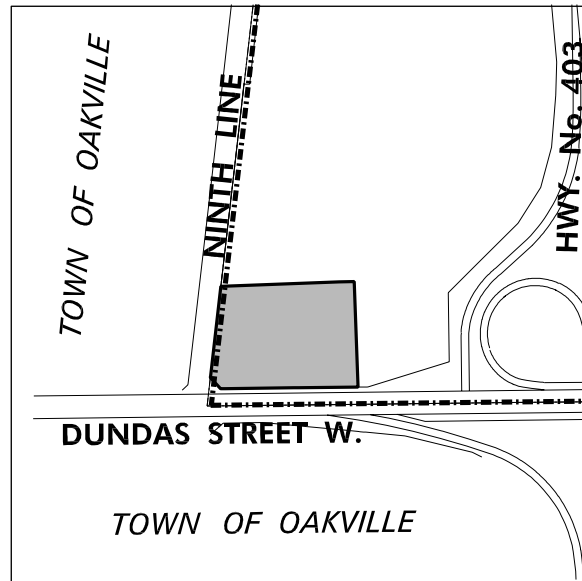 TOWN OF OAKVILLE
NINTH LINE
HWY. No. 403
DUNDAS STREET W.
TOWN OF OAKVILLE